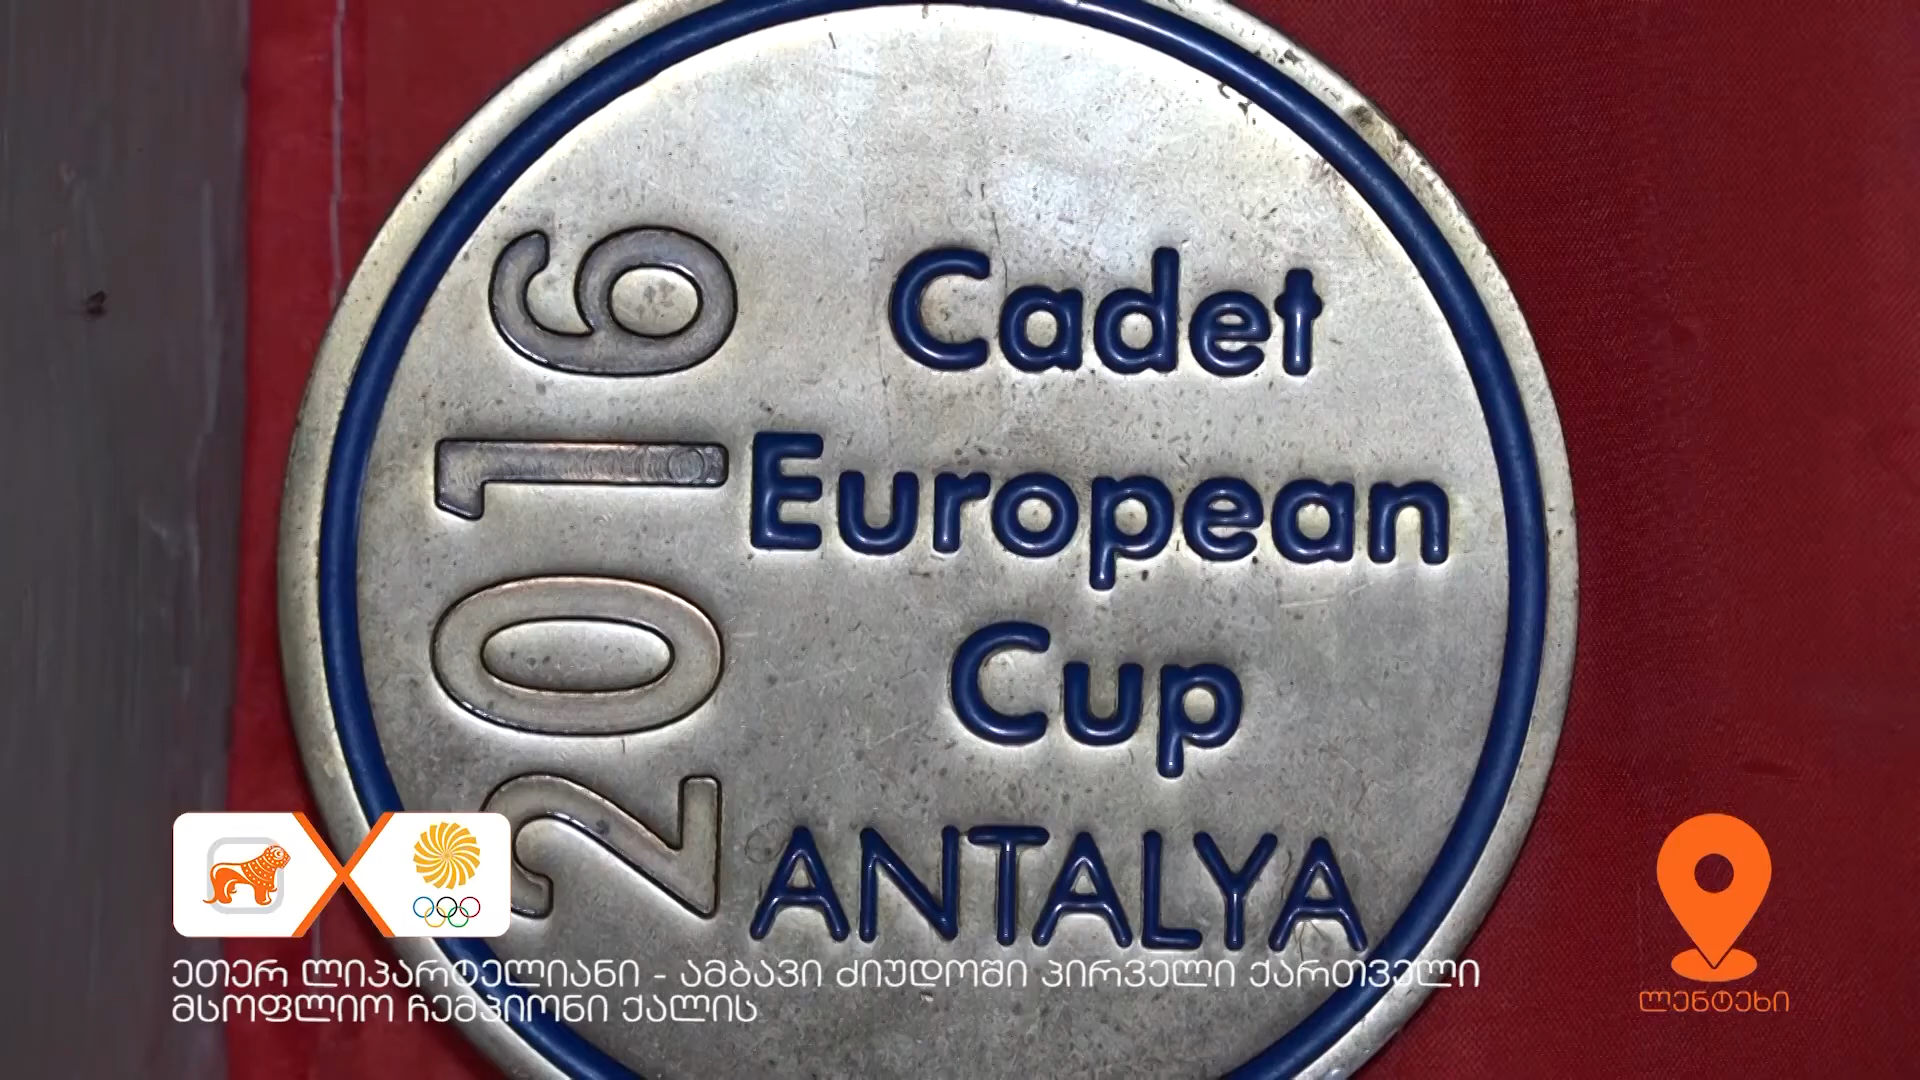 2016
Cadet
European
Cup
ANTALYA
ეთერ ლიპარტელიანი - ამბავი ძიუდოში პირველი ქართველი
მსოფლიო ჩემპიონი ქალის
ლენტეხი